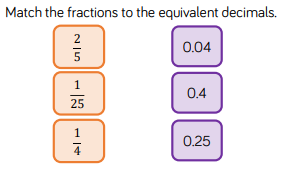 Match the fractions to the equivalent decimals.
2/5 0.04
1/25 0.4
1/4 0.25